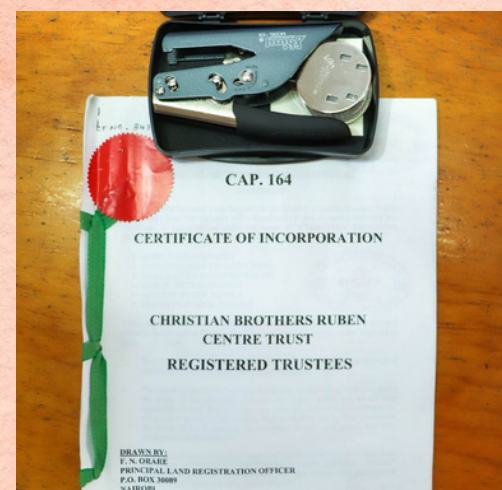 CAP. 164
CERTIFICATE OF INCORPORATION
CHRISTIAN BROTHERS RUBEN
CENTRE TRUST
REGISTERED TRUSTEES
DRAWN BY:
F. N. ORARE
PRINCIPAL LAND REGISTRATION OFFICER
P.O. BOX 30089
NAIROBI